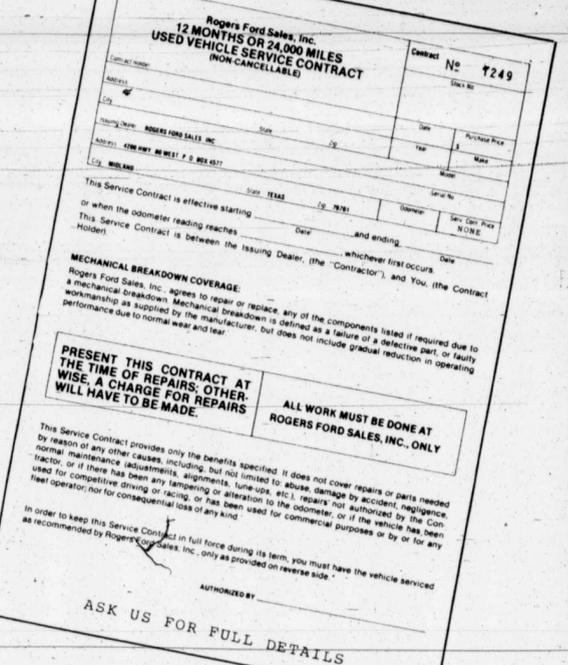 Rogers Ford Sales, Inc.
12 MONTHS OR 24,000 MILES
USED VEHICLE SERVICE CONTRACT
(NON-CANCELLABLE)
Contract Nº 1249
Stock No
Contract Holder
Address
City State Zip
Date Purchase Price
$
Issuing Dealer ROGERS FORD SALES INC
Year Make
Model
Address 4200 HWY 80 WEST P O BOX 4577
Serial No
City MIDLAND State TEXAS Zip 79701
Odometer Serv. Cont. Price
NONE
This Service Contract is effective starting and ending
Date Date
or when the odometer reading reaches , whichever first occurs.
This Service Contract is between the Issuing Dealer, (the "Contractor"), and You, (the Contract
Holder).
MECHANICAL BREAKDOWN COVERAGE:
Rogers Ford Sales, Inc., agrees to repair or replace, any of the components listed if required due to
a mechanical breakdown. Mechanical breakdown is defined as a failure of a defective part, or faulty
workmanship as supplied by the manufacturer, but does not include gradual reduction in operating
performance due to normal wear and tear
PRESENT THIS CONTRACT AT
THE TIME OF REPAIRS; OTHER-
WISE, A CHARGE FOR REPAIRS
WILL HAVE TO BE MADE.
ALL WORK MUST BE DONE AT
ROGERS FORD SALES, INC., ONLY
This Service Contract provides only the benefits specified. It does not cover repairs or parts needed
by reason of any other causes, including, but not limited to: abuse, damage by accident, negligence,
normal maintenance (adjustments, alignments, tune-ups, etc.), repairs not authorized by the Con-
tractor, or if there has been any tampering or alteration to the odometer, or if the vehicle has been
used for competitive driving or racing, or has been used for commercial purposes or by or for any
fleet operator; nor for consequential loss of any kind
In order to keep this Service Contract in full force during its term, you must have the vehicle serviced
as recommended by Rogers Ford Sales, Inc., only as provided on reverse side."
AUTHORIZED BY
ASK US FOR FULL DETAILS